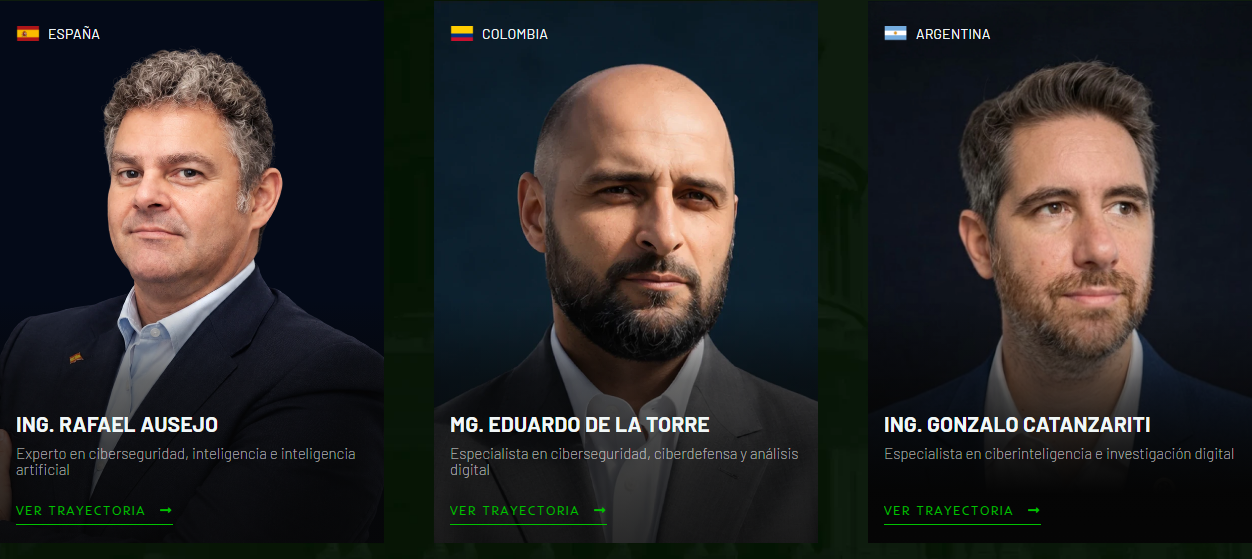 ESPAÑA
ING. RAFAEL AUSEJO
Experto en ciberseguridad, inteligencia e inteligencia
artificial
VER TRAYECTORIA →
COLOMBIA
MG. EDUARDO DE LA TORRE
Especialista en ciberseguridad, ciberdefensa y análisis
digital
VER TRAYECTORIA →
ARGENTINA
ING. GONZALO CATANZARITI
Especialista en ciberinteligencia e investigación digital
VER TRAYECTORIA →